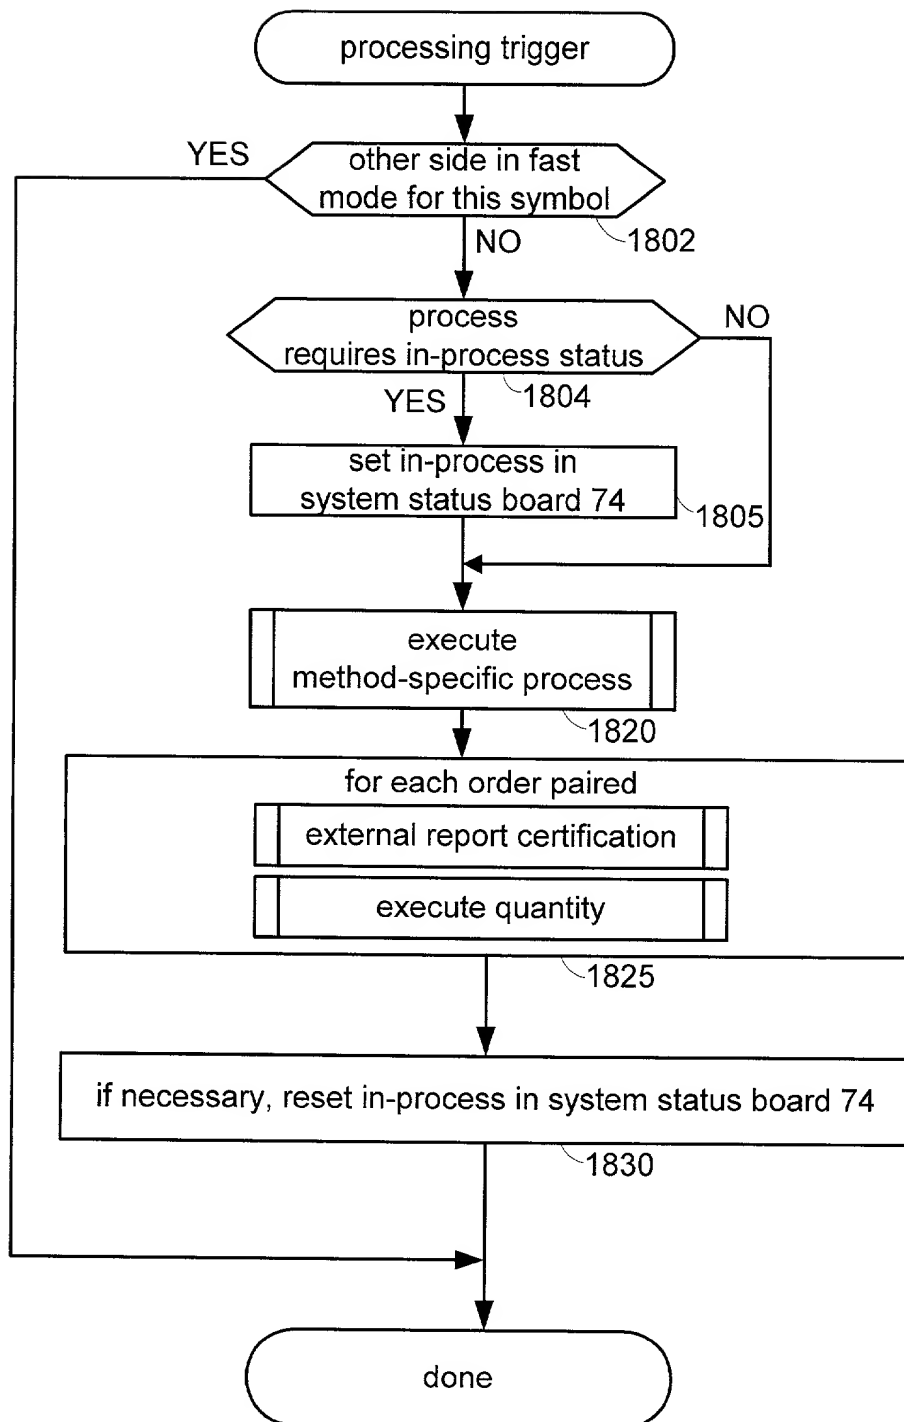 processing trigger
YES
other side in fast
mode for this symbol
1802
NO
process
requires in-process status
NO
1804
YES
set in-process in
system status board 74
1805
execute
method-specific process
1820
for each order paired
external report certification
execute quantity
1825
if necessary, reset in-process in system status board 74
1830
done